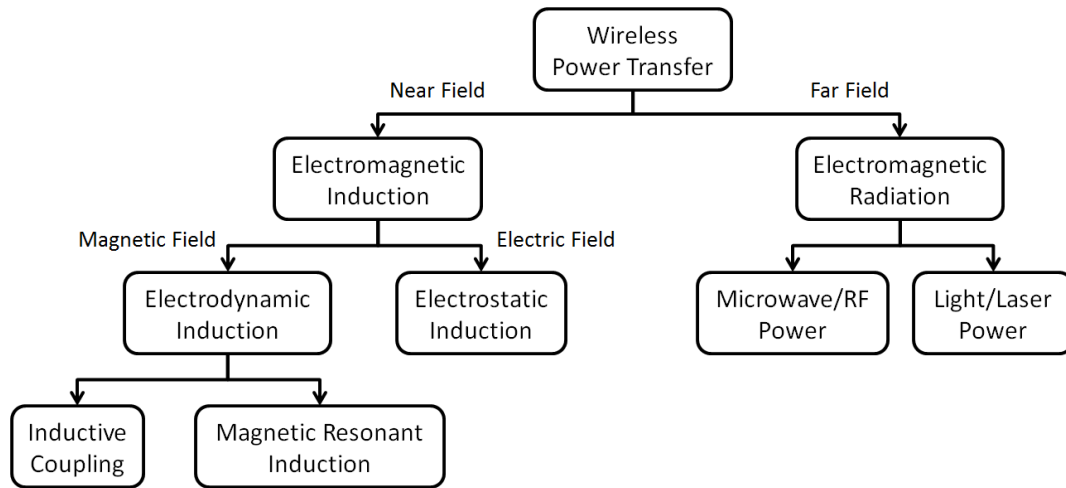 Wireless
Power Transfer
Near Field
Far Field
Electromagnetic
Induction
Electromagnetic
Radiation
Magnetic Field
Electric Field
Electrodynamic
Induction
Electrostatic
Induction
Microwave/RF
Power
Light/Laser
Power
Inductive
Coupling
Magnetic Resonant
Induction